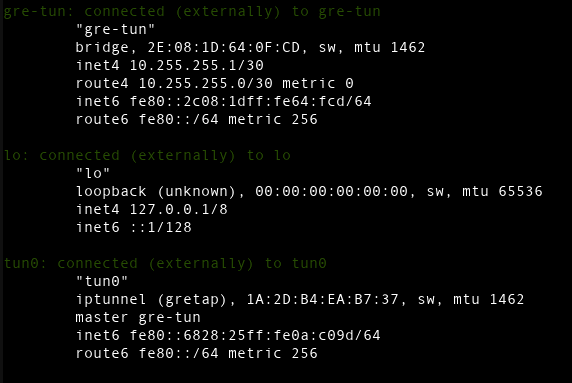 gre-tun: connected (externally) to gre-tun
"gre-tun"
bridge, 2E:08:1D:64:0F:CD, sw, mtu 1462
inet4 10.255.255.1/30
route4 10.255.255.0/30 metric 0
inet6 fe80::2c08:1dff:fe64:fcd/64
route6 fe80::/64 metric 256
lo: connected (externally) to lo
"lo"
loopback (unknown), 00:00:00:00:00:00, sw, mtu 65536
inet4 127.0.0.1/8
inet6 ::1/128
tun0: connected (externally) to tun0
"tun0"
iptunnel (gretap), 1A:2D:B4:EA:B7:37, sw, mtu 1462
master gre-tun
inet6 fe80::6828:25ff:fe0a:c09d/64
route6 fe80::/64 metric 256